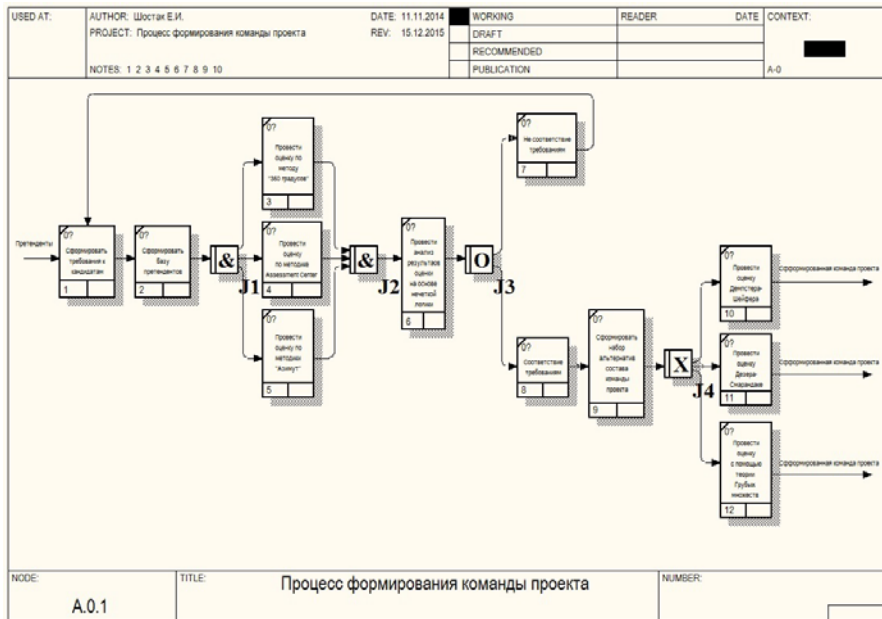 USED AT:
AUTHOR: Шостак Е.И.
DATE: 11.11.2014
WORKING
READER
DATE
CONTEXT:
PROJECT: Процесс формирования команды проекта
REV: 15.12.2015
DRAFT
RECOMMENDED
NOTES: 1 2 3 4 5 6 7 8 9 10
PUBLICATION
A-0
Претенденты
0?
Сформировать
требования к
кандидатам
1
0?
Сформировать
базу
претендентов
2
&
J1
0?
Провести
оценку по
методу
"360 градусов"
3
0?
Провести
оценку
по методике
Assessment Center
4
0?
Провести
оценку по
методики
"Азимут"
5
&
J2
0?
Провести
анализ
результаов
оценки
на основе
нечеткой
логики
6
O
J3
0?
Не соответствие
требованиям
7
0?
Соответствие
требованиям
8
0?
Сформировать
набор
альтернатив
состава
команды
проекта
9
X
J4
0?
Провести
оценку
Демпстера-
Шейфера
10
Сформированная команда проекта
0?
Провести
оценку
Дезера-
Смарандаке
11
Сформированная команда проекта
0?
Провести
оценку
с помощью
теории
Грубых
множеств
12
Сформированная команда проекта
NODE:
TITLE:
Процесс формирования команды проекта
NUMBER:
A.0.1